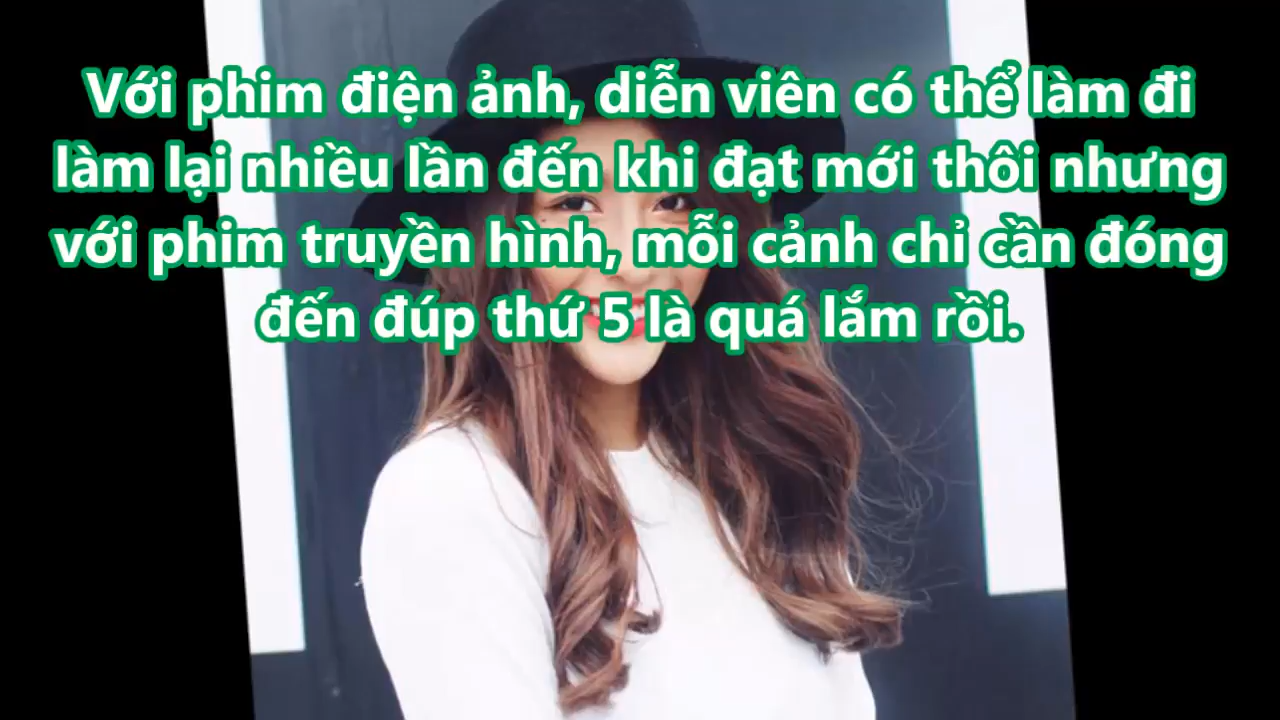 Với phim điện ảnh, diễn viên có thể làm đi
làm lại nhiều lần đến khi đạt mới thôi nhưng
với phim truyền hình, mỗi cảnh chỉ cần đóng
đến đúp thứ 5 là quá lắm rồi.